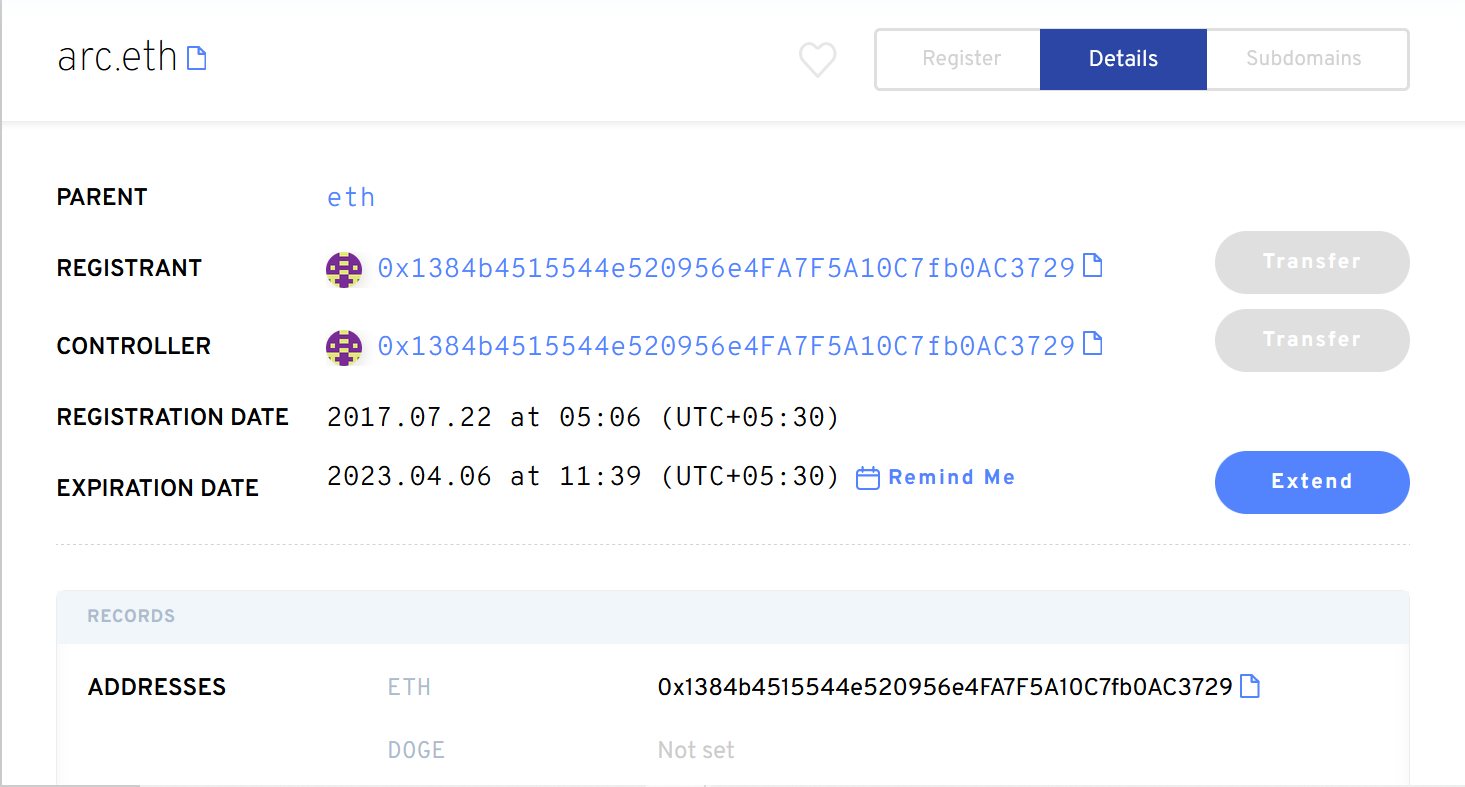 arc.eth
Register Details Subdomains
PARENT eth
REGISTRANT 0x1384b4515544e520956e4FA7F5A10C7fb0AC3729 Transfer
CONTROLLER 0x1384b4515544e520956e4FA7F5A10C7fb0AC3729 Transfer
REGISTRATION DATE 2017.07.22 at 05:06 (UTC+05:30)
EXPIRATION DATE 2023.04.06 at 11:39 (UTC+05:30) Remind Me Extend
RECORDS
ADDRESSES ETH 0x1384b4515544e520956e4FA7F5A10C7fb0AC3729
DOGE Not set